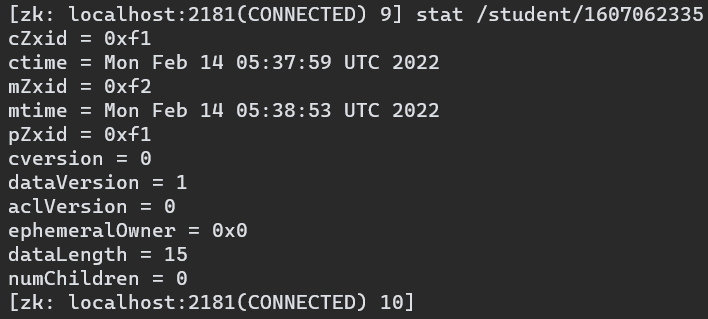 [zk: localhost:2181(CONNECTED) 9] stat /student/1607062335
cZxid = 0xf1
ctime = Mon Feb 14 05:37:59 UTC 2022
mZxid = 0xf2
mtime = Mon Feb 14 05:38:53 UTC 2022
pZxid = 0xf1
cversion = 0
dataVersion = 1
aclVersion = 0
ephemeralOwner = 0x0
dataLength = 15
numChildren = 0
[zk: localhost:2181(CONNECTED) 10]